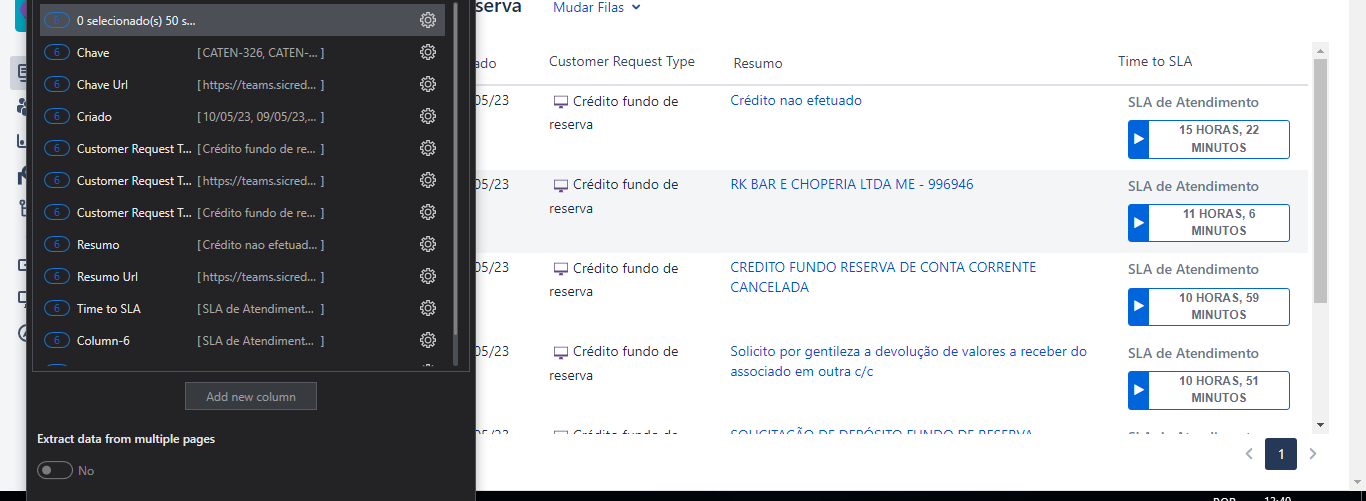 6 0 selecionado(s) 50 s...
6 Chave [ CATEN-326, CATEN-... ]
6 Chave Url [ https://teams.sicred... ]
6 Criado [ 10/05/23, 09/05/23,... ]
6 Customer Request T... [ Crédito fundo de re... ]
6 Customer Request T... [ https://teams.sicred... ]
6 Customer Request T... [ Crédito fundo de re... ]
6 Resumo [ Crédito nao efetuad... ]
6 Resumo Url [ https://teams.sicred... ]
6 Time to SLA [ SLA de Atendiment... ]
6 Column-6 [ SLA de Atendiment... ]
Add new column
Extract data from multiple pages
No
serva Mudar Filas
ado Customer Request Type Resumo Time to SLA
05/23 Crédito fundo de reserva
Crédito nao efetuado
SLA de Atendimento
15 HORAS, 22
MINUTOS
05/23 Crédito fundo de
reserva
RK BAR E CHOPERIA LTDA ME - 996946
SLA de Atendimento
11 HORAS, 6
MINUTOS
05/23 Crédito fundo de
reserva
CREDITO FUNDO RESERVA DE CONTA CORRENTE
CANCELADA
SLA de Atendimento
10 HORAS, 59
MINUTOS
05/23 Crédito fundo de
reserva
Solicito por gentileza a devolução de valores a receber do
associado em outra c/c
SLA de Atendimento
10 HORAS, 51
MINUTOS
05/23 Crédito fundo de
SOLICITAÇÃO DE DEPÓSITO FUNDO DE RESERVA
SLA de Atendimento
1
POR 12:40